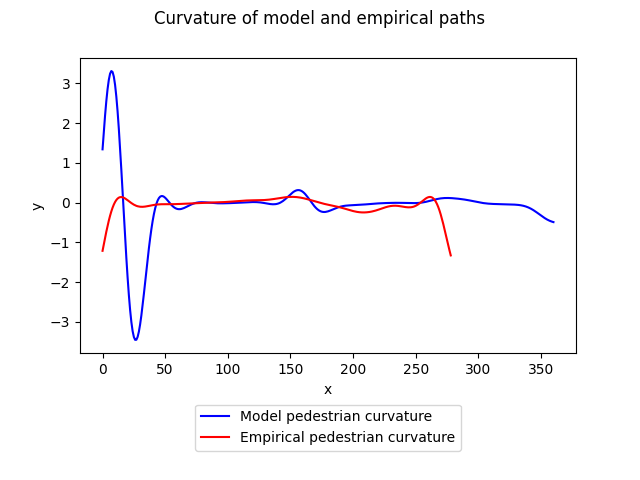 Curvature of model and empirical paths
3
2
1
0
−1
−2
−3
y
0 50 100 150 200 250 300 350
x
Model pedestrian curvature
Empirical pedestrian curvature